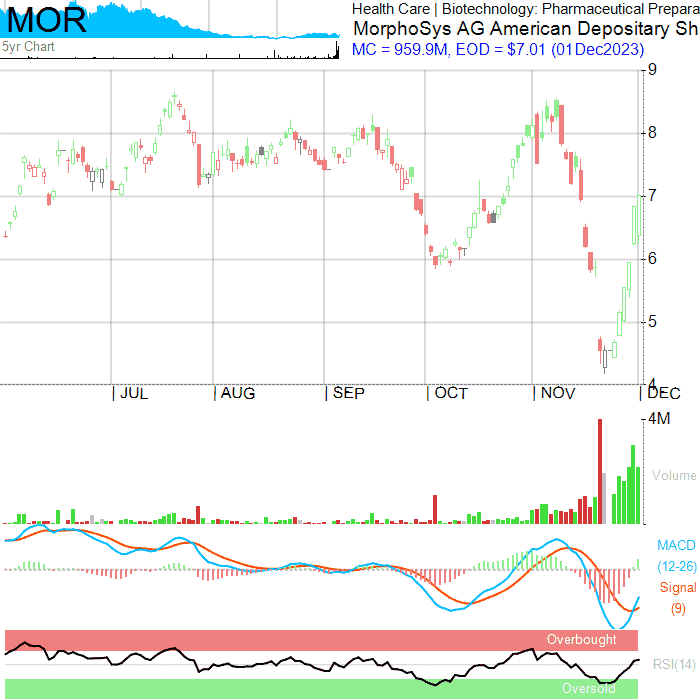 MOR
Health Care | Biotechnology: Pharmaceutical Prepara
MorphoSys AG American Depositary Sh
5yr Chart
MC = 959.9M, EOD = $7.01 (01Dec2023)
9
8
7
6
5
4
JUL
AUG
SEP
OCT
NOV
DEC
4M
Volume
MACD
(12-26)
Signal
(9)
Overbought
RSI(14)
Oversold